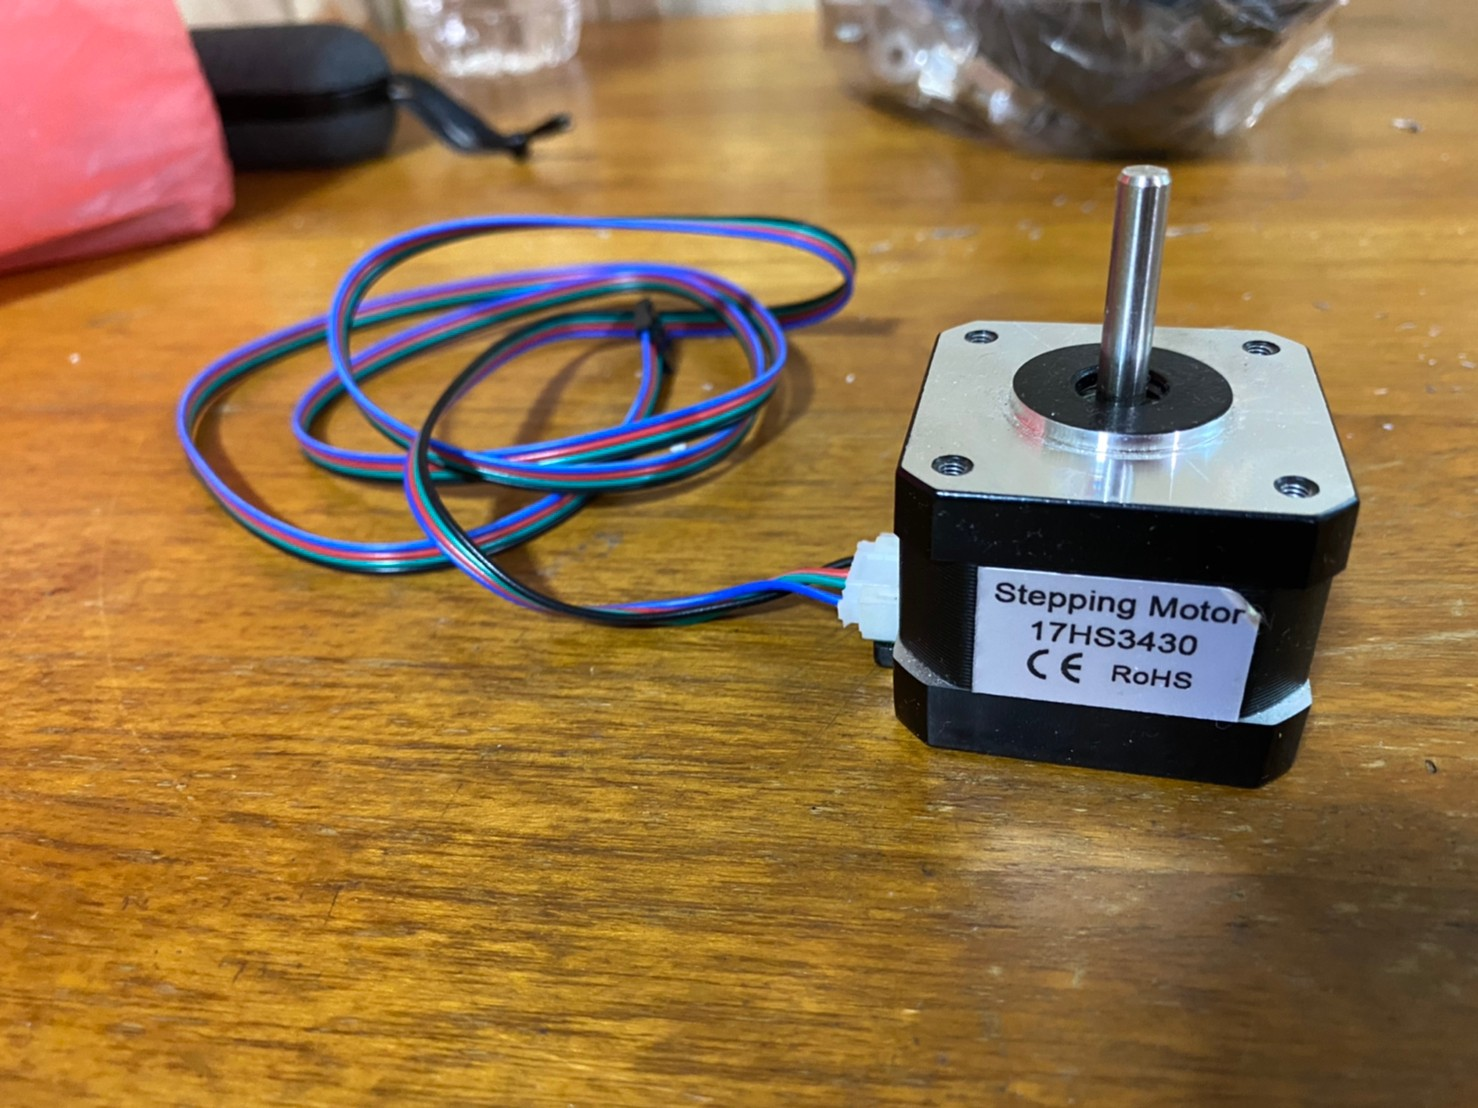 Stepping Motor
17HS3430
CE RoHS